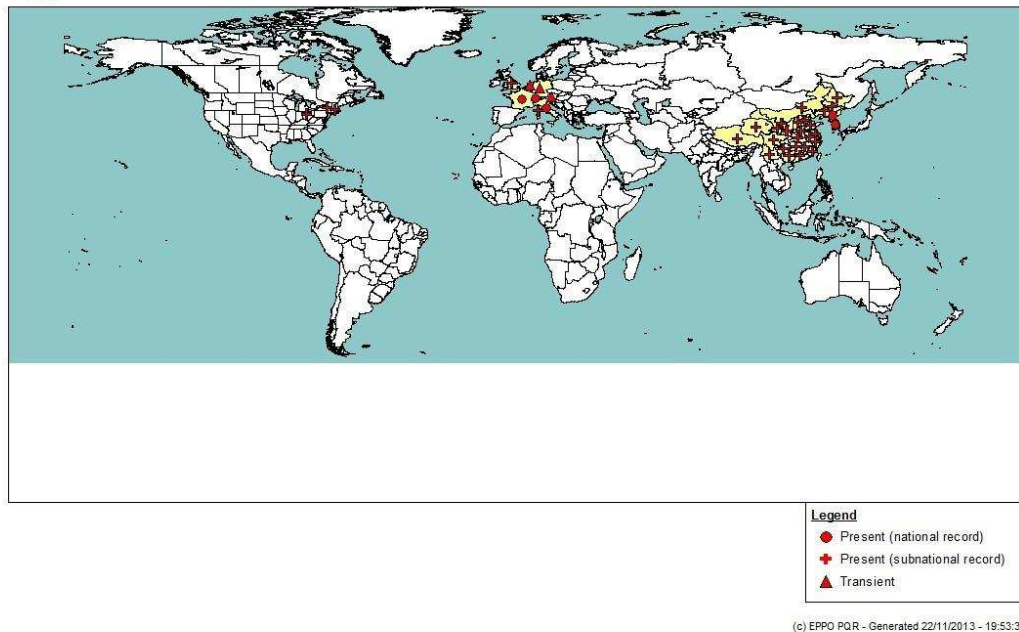 Legend
Present (national record)
Present (subnational record)
Transient
(c) EPPO PQR - Generated 22/11/2013 - 19:53:3